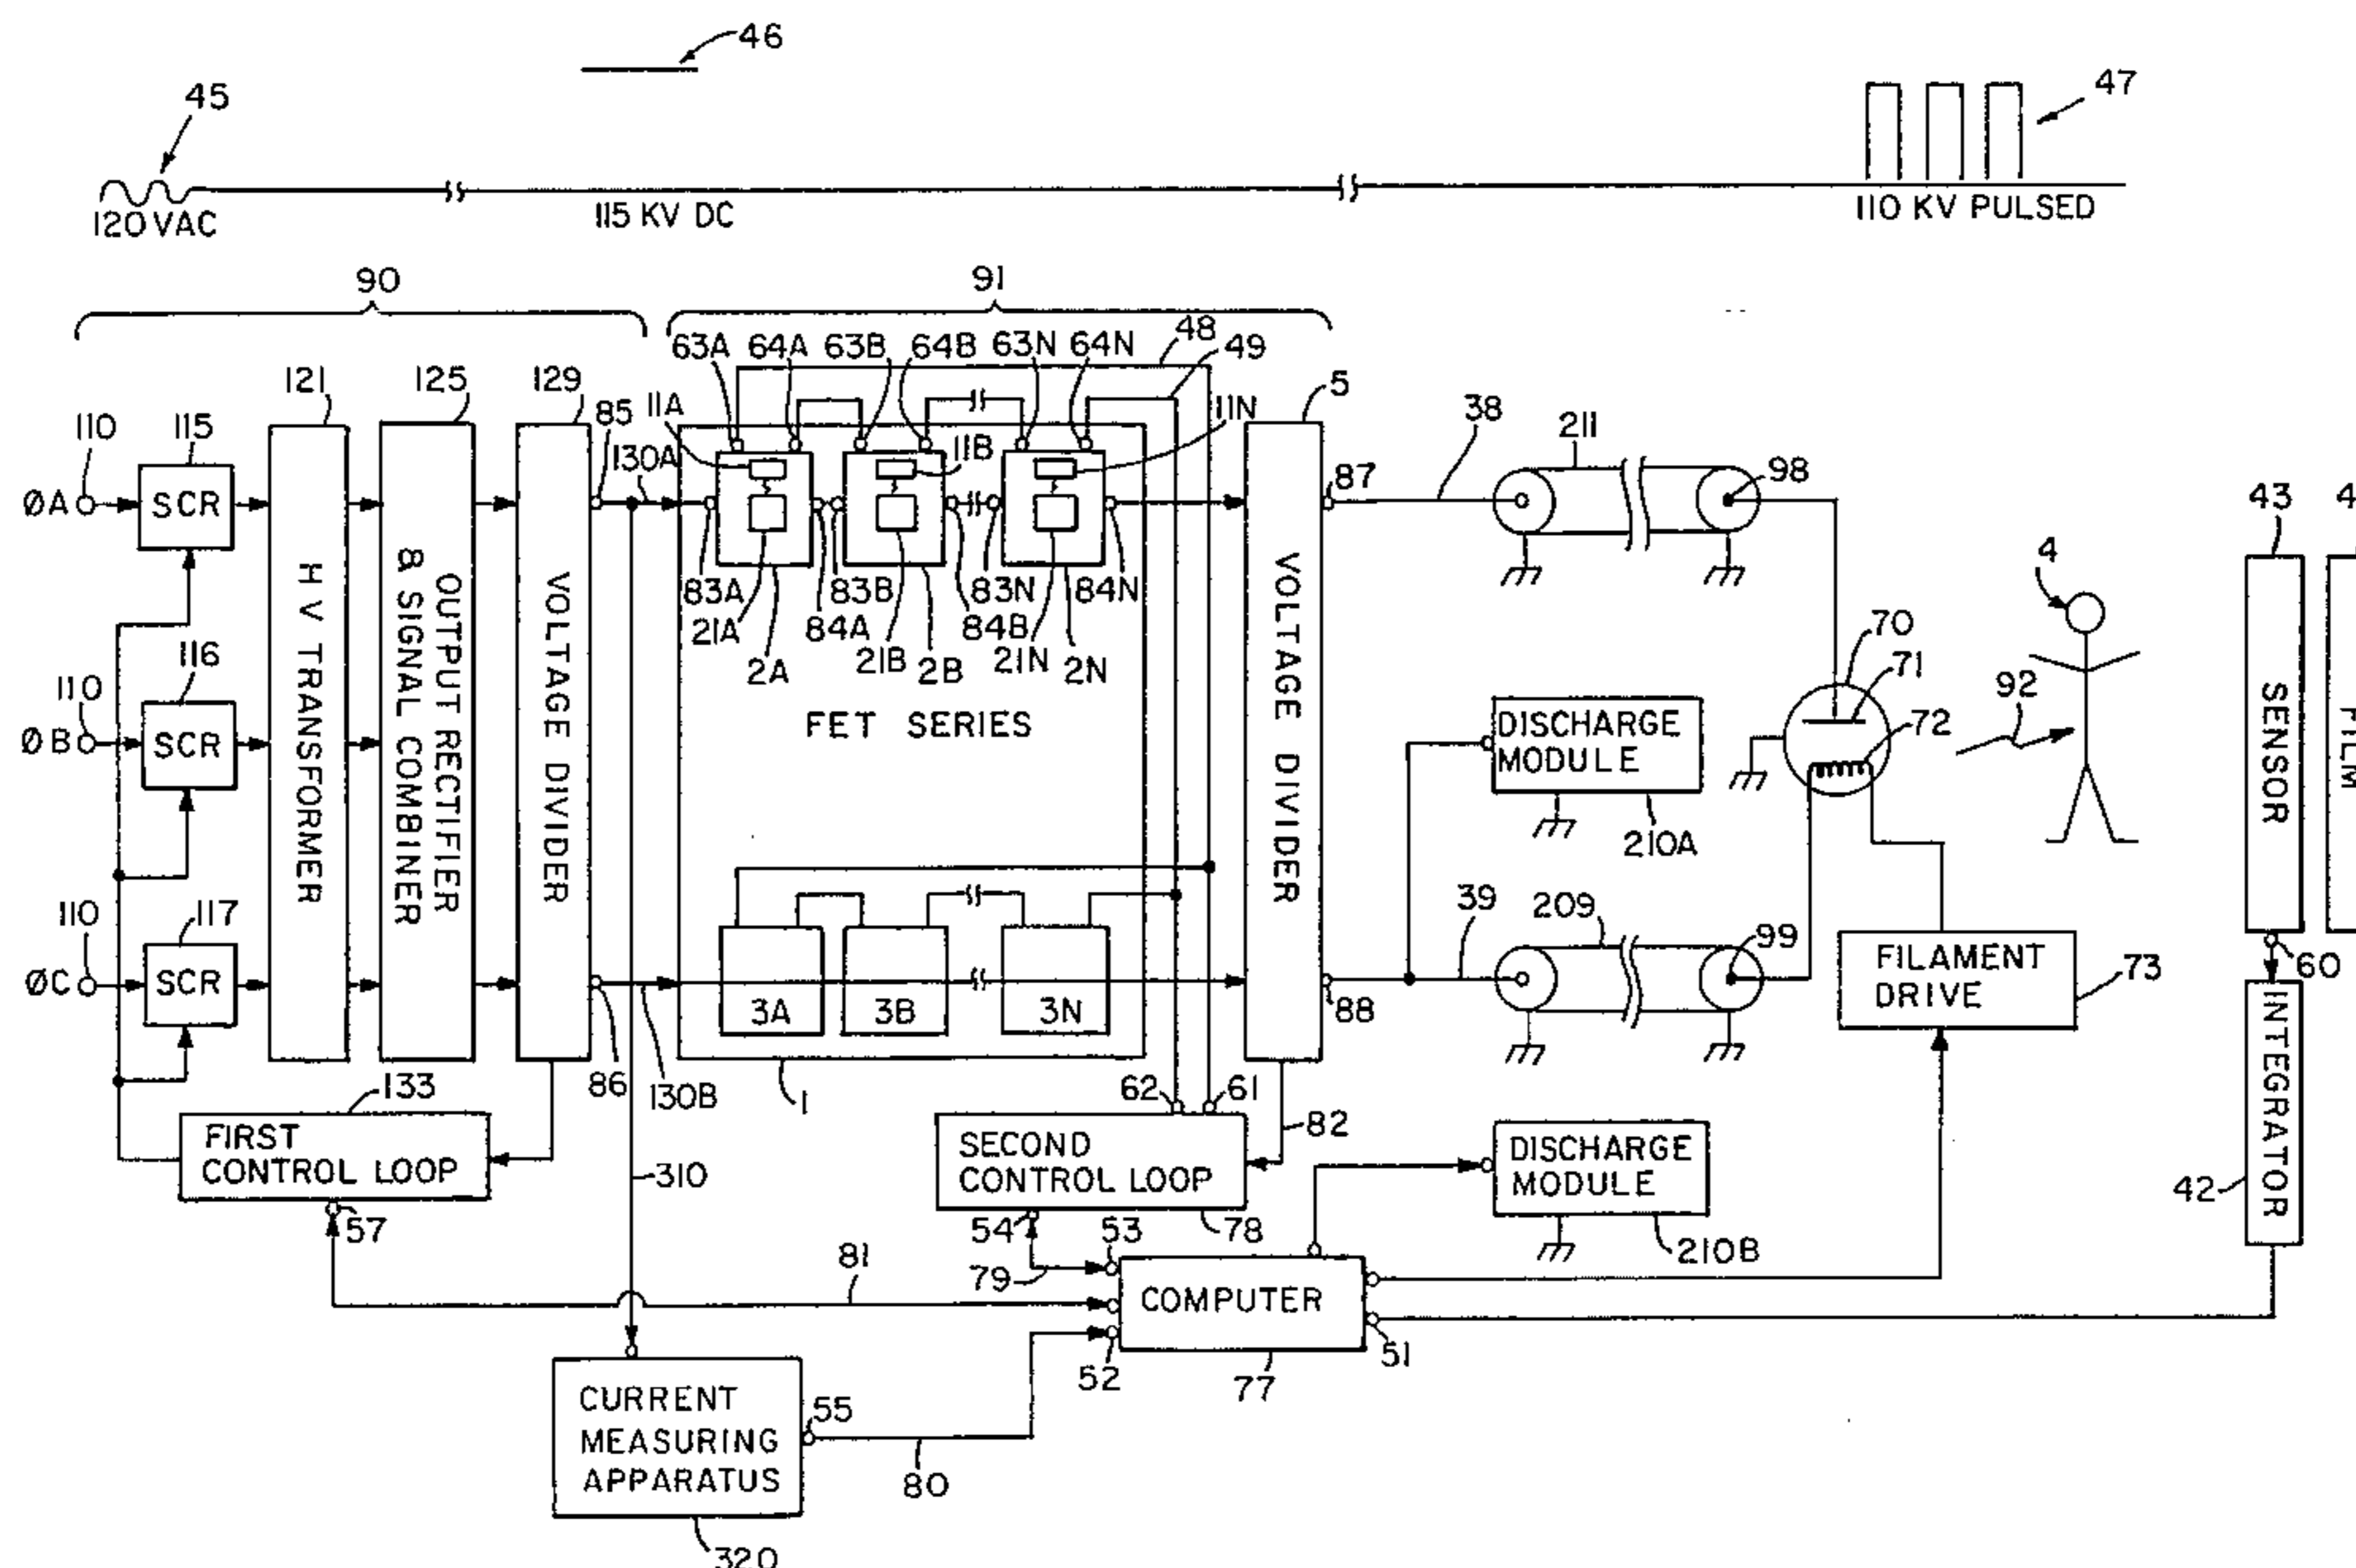 46
45
47
120 VAC
115 KV DC
110 KV PULSED
90
91
63A 64A 63B 64B 63N 64N
48
49
121
125
129
85
11A
130A
11B
11N
5
38
211
98
43
110
115
ØA
SCR
87
83A
21A
2A
84A
83B
21B
2B
84B
83N
21N
2N
84N
4
HV TRANSFORMER
OUTPUT RECTIFIER
& SIGNAL COMBINER
VOLTAGE DIVIDER
FET SERIES
VOLTAGE DIVIDER
110
116
ØB
SCR
DISCHARGE
MODULE
210A
70
71
72
92
SENSOR
FILM
110
117
ØC
SCR
3A
3B
3N
39
209
99
88
FILAMENT
DRIVE
73
60
INTEGRATOR
42
133
86
130B
1
62
61
82
FIRST
CONTROL LOOP
57
310
SECOND
CONTROL LOOP
78
54
53
79
DISCHARGE
MODULE
210B
81
COMPUTER
52
51
77
CURRENT
MEASURING
APPARATUS
55
80
320